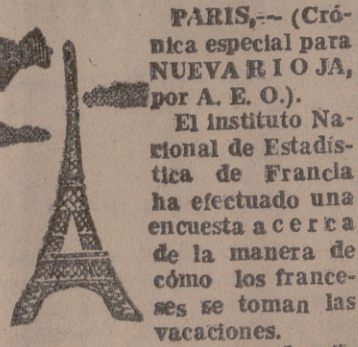 PARIS,-- (Cró-
nica especial para
NUEVA RIOJA,
por A. E. O.).
El instituto Na-
cional de Estadís-
tica de Francia
ha efectuado una
encuesta acerca
de la manera de
cómo los france-
ses se toman las
vacaciones.